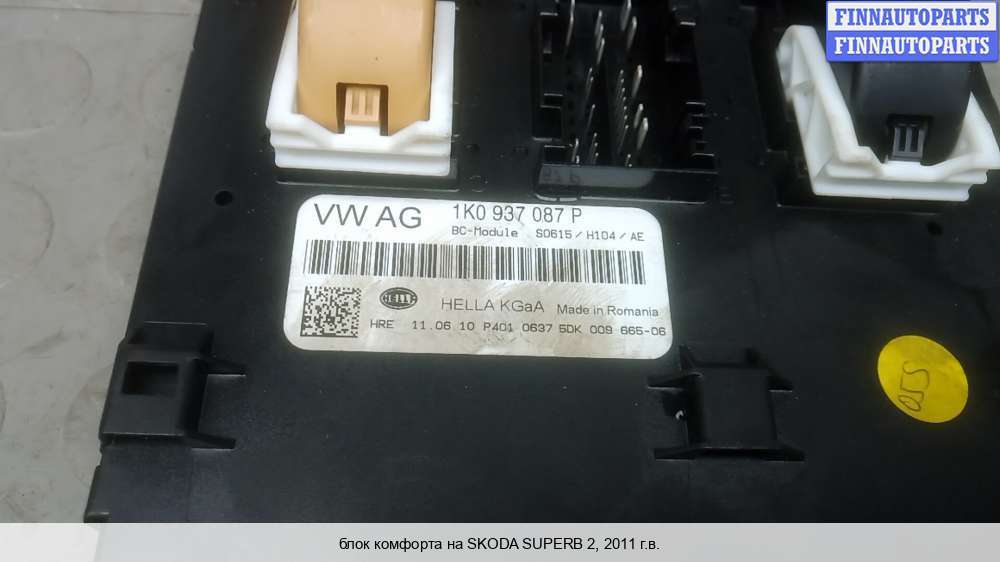 FINNAUTOPARTS
FINNAUTOPARTS
VW AG 1K0 937 087 P
BC-Module S0615 / H104 / AE
HELLA
HELLA KGaA Made in Romania
HRE 11.06 10 P401 0637 5DK 009 665-06
блок комфорта на SKODA SUPERB 2, 2011 г.в.